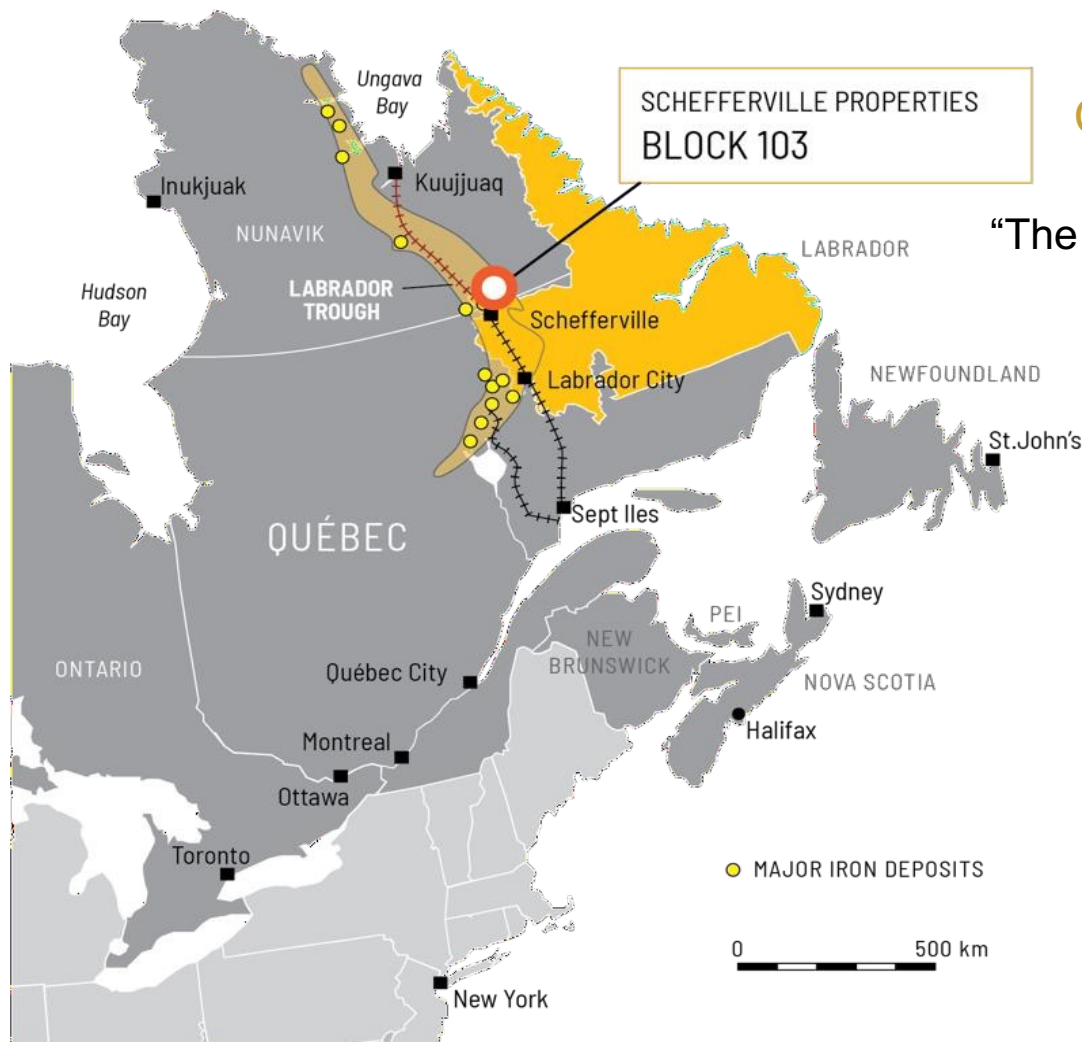 Ungava
Bay
SCHEFFERVILLE PROPERTIES
BLOCK 103
Inukjuak
Kuujjuaq
NUNAVIK
“The
LABRADOR
Hudson
Bay
LABRADOR
TROUGH
Schefferville
Labrador City
NEWFOUNDLAND
St.John's
Sept Iles
QUÉBEC
Sydney
PEI
NEW
BRUNSWICK
ONTARIO
Québec City
NOVA SCOTIA
Halifax
Montreal
Ottawa
Toronto
MAJOR IRON DEPOSITS
0 500 km
New York